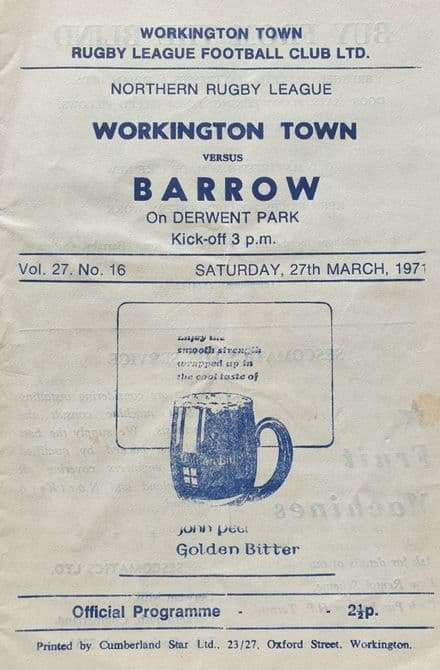 WORKINGTON TOWN
RUGBY LEAGUE FOOTBALL CLUB LTD.
NORTHERN RUGBY LEAGUE
WORKINGTON TOWN
VERSUS
BARROW
On DERWENT PARK
Kick-off 3 p.m.
Vol. 27. No. 16 SATURDAY, 27th MARCH, 1971
Enjoy the
smooth strength
wrapped up in
the cool taste of
John Peel
Golden Bitter
Official Programme - - 2½p.
Printed by Cumberland Star Ltd., 23/27, Oxford Street, Workington.